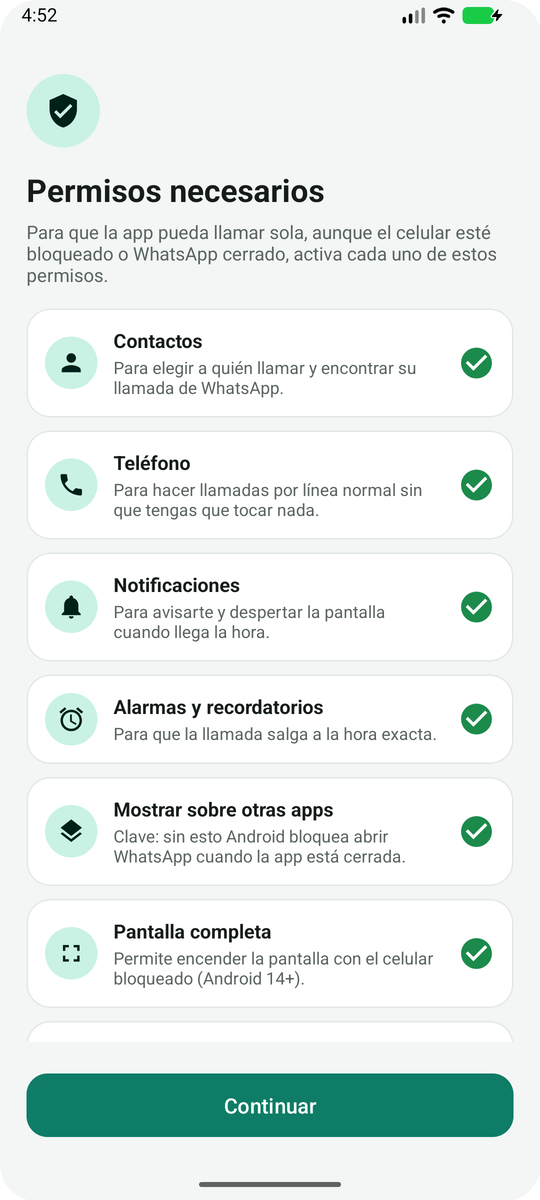 4:52
Permisos necesarios
Para que la app pueda llamar sola, aunque el celular esté
bloqueado o WhatsApp cerrado, activa cada uno de estos
permisos.
Contactos
Para elegir a quién llamar y encontrar su
llamada de WhatsApp.
Teléfono
Para hacer llamadas por línea normal sin
que tengas que tocar nada.
Notificaciones
Para avisarte y despertar la pantalla
cuando llega la hora.
Alarmas y recordatorios
Para que la llamada salga a la hora exacta.
Mostrar sobre otras apps
Clave: sin esto Android bloquea abrir
WhatsApp cuando la app está cerrada.
Pantalla completa
Permite encender la pantalla con el celular
bloqueado (Android 14+).
Continuar